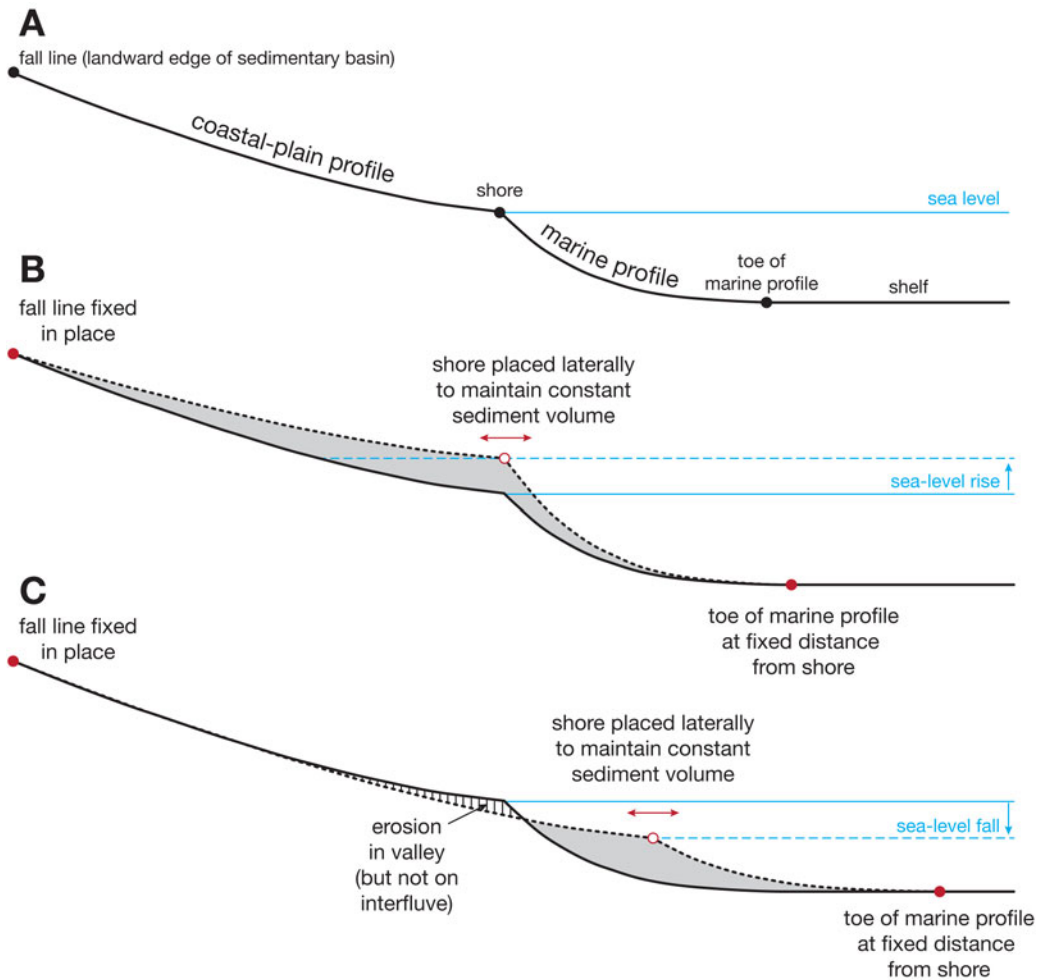 A
fall line (landward edge of sedimentary basin)
coastal-plain profile
shore
sea level
marine profile
toe of
marine profile
shelf
B
fall line fixed
in place
shore placed laterally
to maintain constant
sediment volume
sea-level rise
toe of marine profile
at fixed distance
from shore
C
fall line fixed
in place
shore placed laterally
to maintain constant
sediment volume
sea-level fall
erosion
in valley
(but not on
interfluve)
toe of marine profile
at fixed distance
from shore